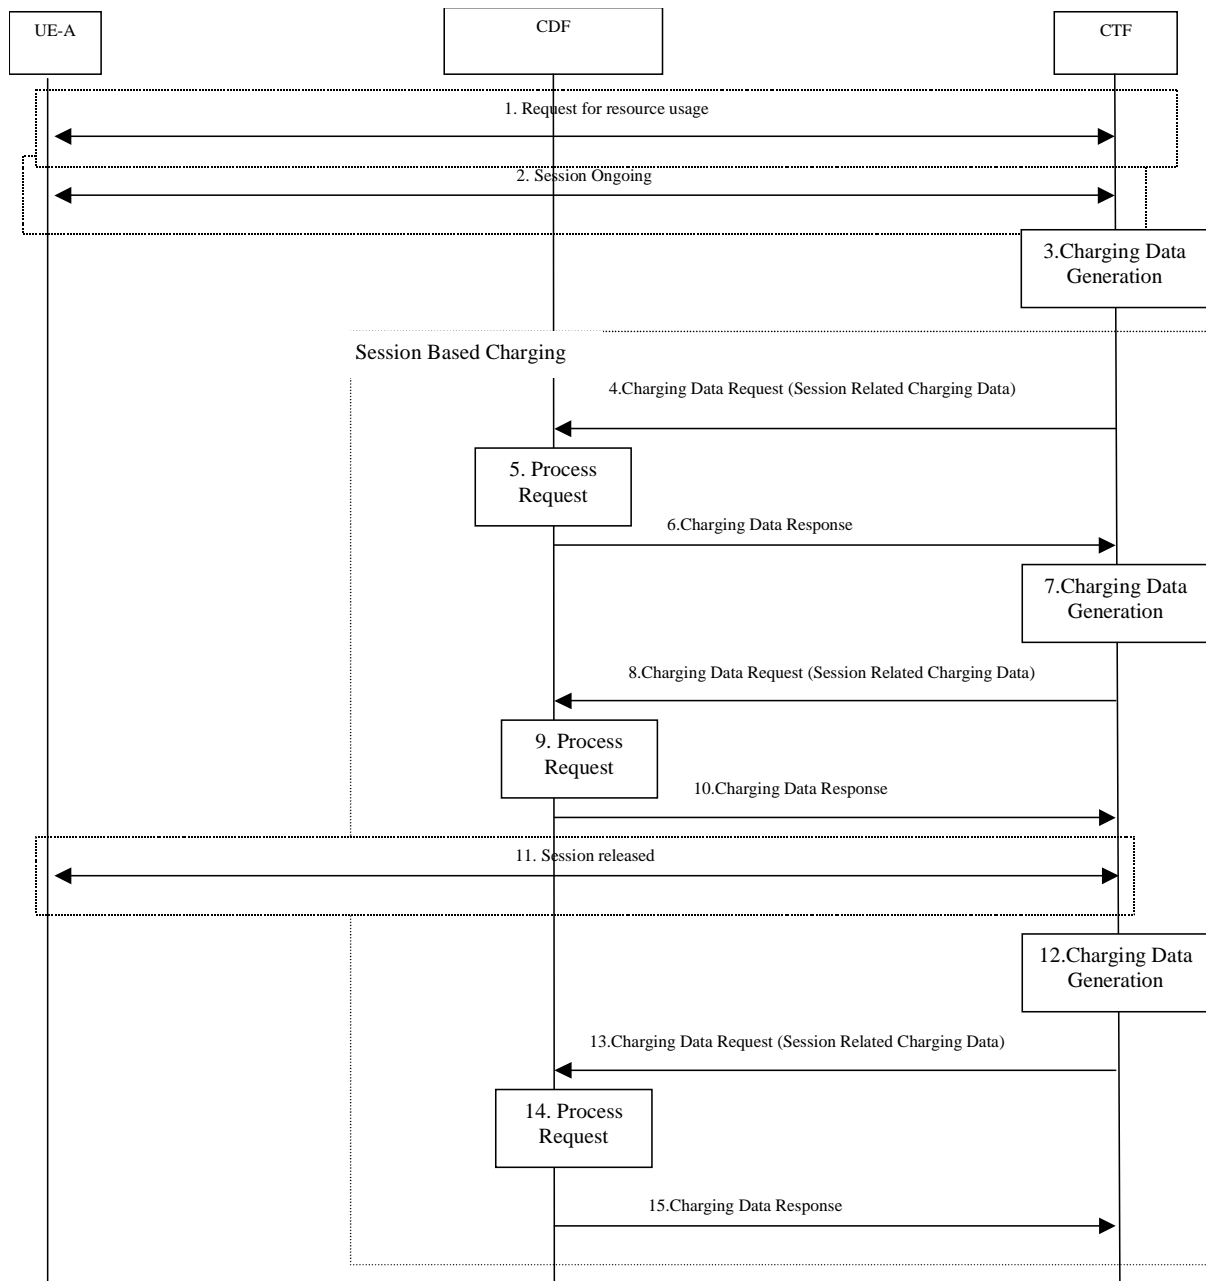 UE-A
CDF
CTF
1. Request for resource usage
2. Session Ongoing
3.Charging Data
Generation
Session Based Charging
4.Charging Data Request (Session Related Charging Data)
5. Process
Request
6.Charging Data Response
7.Charging Data
Generation
8.Charging Data Request (Session Related Charging Data)
9. Process
Request
10.Charging Data Response
11. Session released
12.Charging Data
Generation
13.Charging Data Request (Session Related Charging Data)
14. Process
Request
15.Charging Data Response